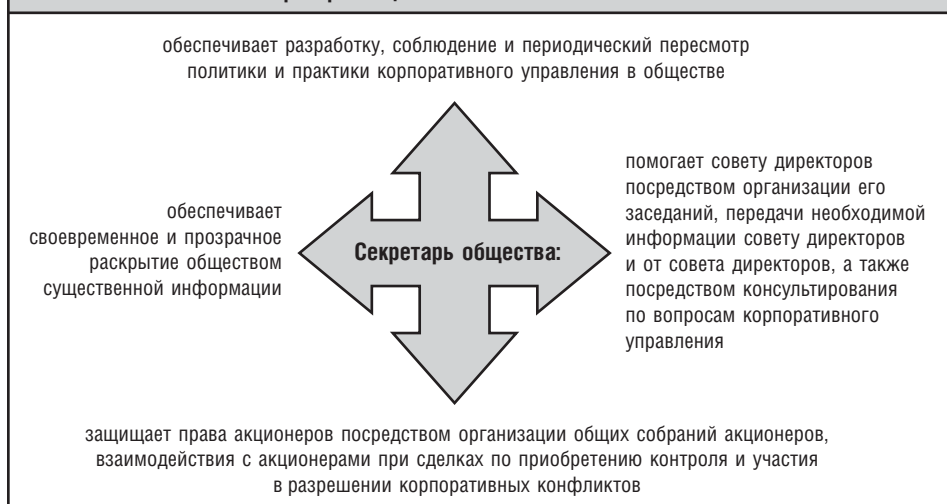 обеспечивает разработку, соблюдение и периодический пересмотр
политики и практики корпоративного управления в обществе
обеспечивает
своевременное и прозрачное
раскрытие обществом
существенной информации
Секретарь общества:
помогает совету директоров
посредством организации его
заседаний, передачи необходимой
информации совету директоров
и от совета директоров, а также
посредством консультирования
по вопросам корпоративного
управления
защищает права акционеров посредством организации общих собраний акционеров,
взаимодействия с акционерами при сделках по приобретению контроля и участия
в разрешении корпоративных конфликтов